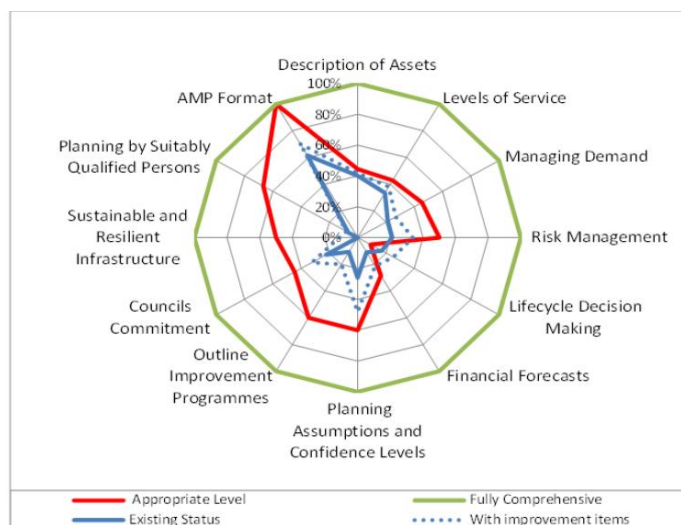 Description of Assets
100%
AMP Format
Levels of Service
80%
Planning by Suitably
Qualified Persons
60%
Managing Demand
40%
20%
Sustainable and
Resilient
Infrastructure
0%
Risk Management
Councils
Commitment
Lifecycle Decision
Making
Outline
Improvement
Programmes
Financial Forecasts
Planning
Assumptions and
Confidence Levels
Appropriate Level
Fully Comprehensive
Existing Status
With improvement items